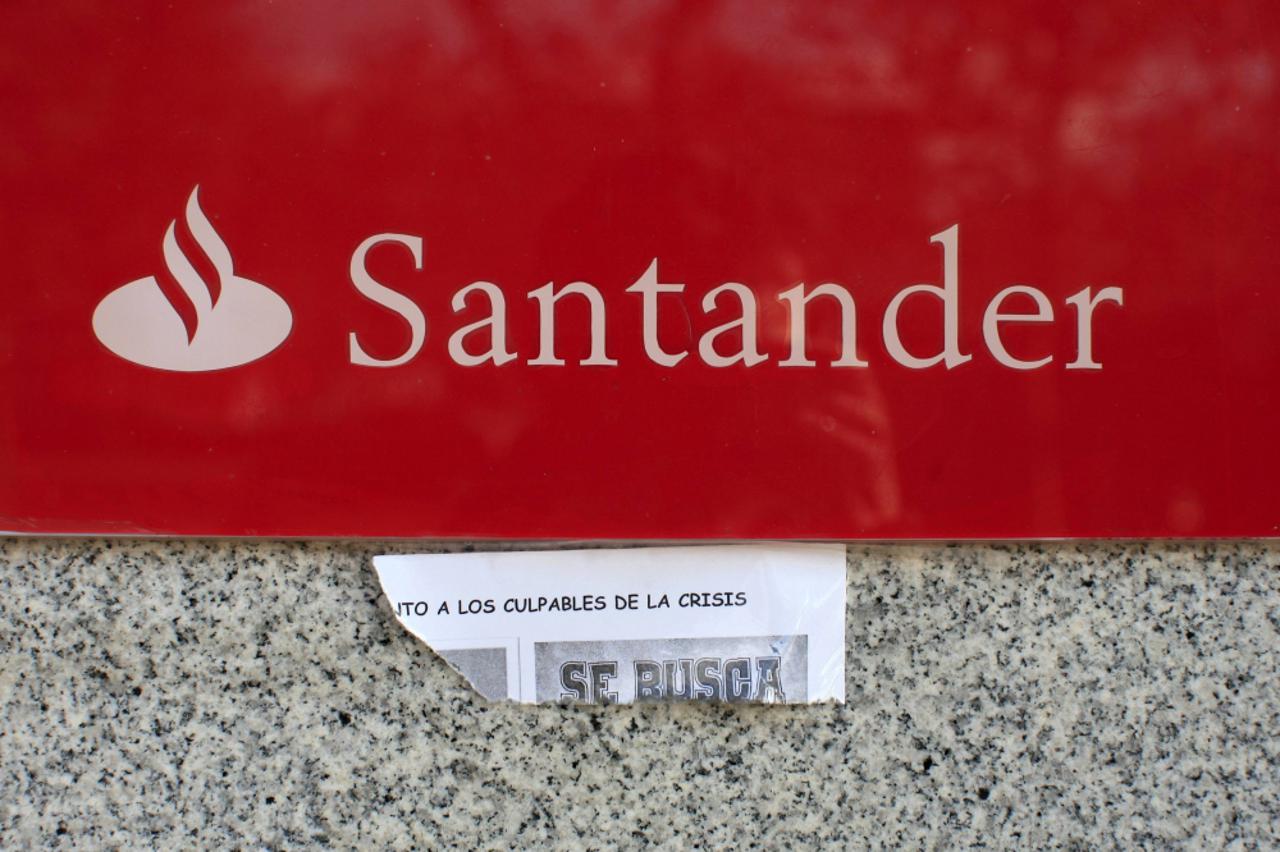 Santander
NTO A LOS CULPABLES DE LA CRISIS
SE BUSCA